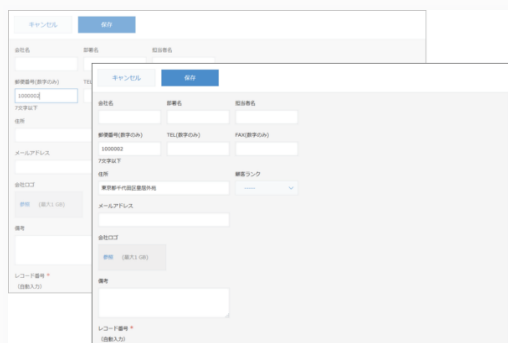 キャンセル 保存
会社名 部署名 担当者名
郵便番号(数字のみ) TEL
1000002
7文字以下
住所
メールアドレス
会社ロゴ
参照 (最大1 GB)
備考
レコード番号 *
(自動入力)
キャンセル 保存
会社名 部署名 担当者名
郵便番号(数字のみ) TEL(数字のみ) FAX(数字のみ)
1000002
7文字以下
住所 顧客ランク
東京都千代田区皇居外苑 -----
メールアドレス
会社ロゴ
参照 (最大1 GB)
備考
レコード番号 *
(自動入力)